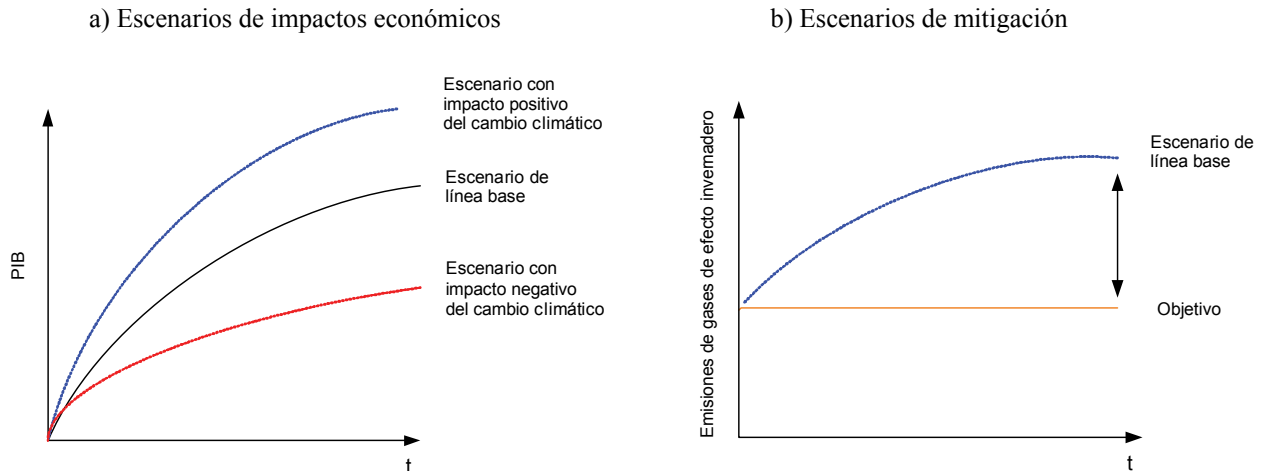 a) Escenarios de impactos económicos
Escenario con
impacto positivo
del cambio climático
Escenario de
línea base
Escenario con
impacto negativo
del cambio climático
PIB
t
b) Escenarios de mitigación
Emisiones de gases de efecto invernadero
Escenario de
línea base
Objetivo
t